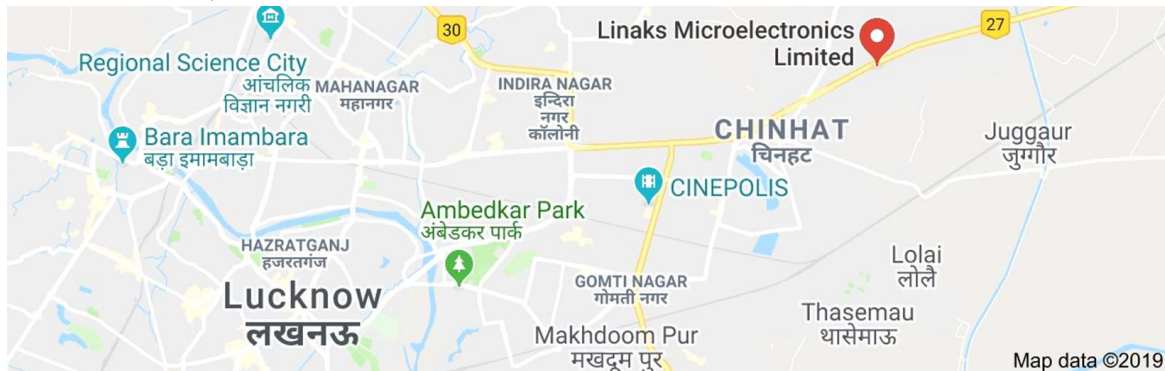 30
27
Linaks Microelectronics
Limited
Regional Science City
आंचलिक
विज्ञान नगरी
MAHANAGAR
महानगर
INDIRA NAGAR
इन्दिरा
नगर
कॉलोनी
Bara Imambara
बड़ा इमामबाड़ा
CHINHAT
चिनहट
Juggaur
जुग्गौर
CINEPOLIS
Ambedkar Park
अंबेडकर पार्क
HAZRATGANJ
हजरतगंज
Lucknow
लखनऊ
GOMTI NAGAR
गोमती नगर
Lolai
लोलै
Thasemau
थासेमाऊ
Makhdoom Pur
मखदूम पुर
Map data ©2019